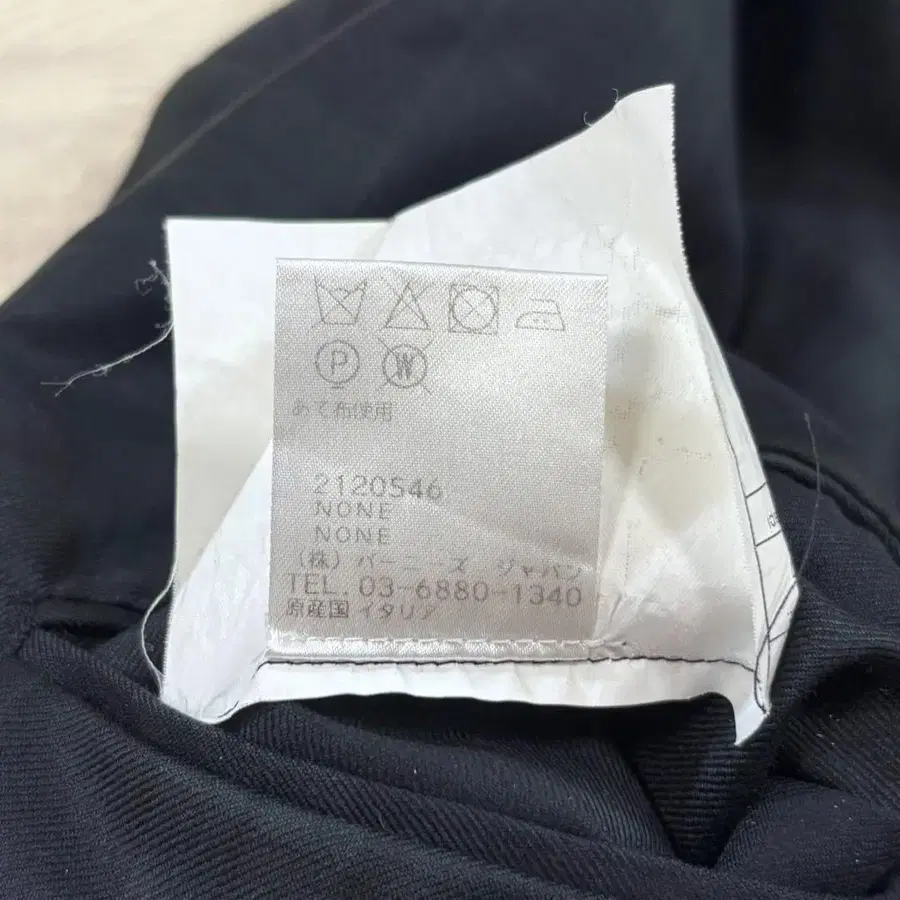 P W
あて布使用
2120546
NONE
NONE
(株) バーニーズ ジャパン
TEL. 03-6880-1340
原産国 イタリア